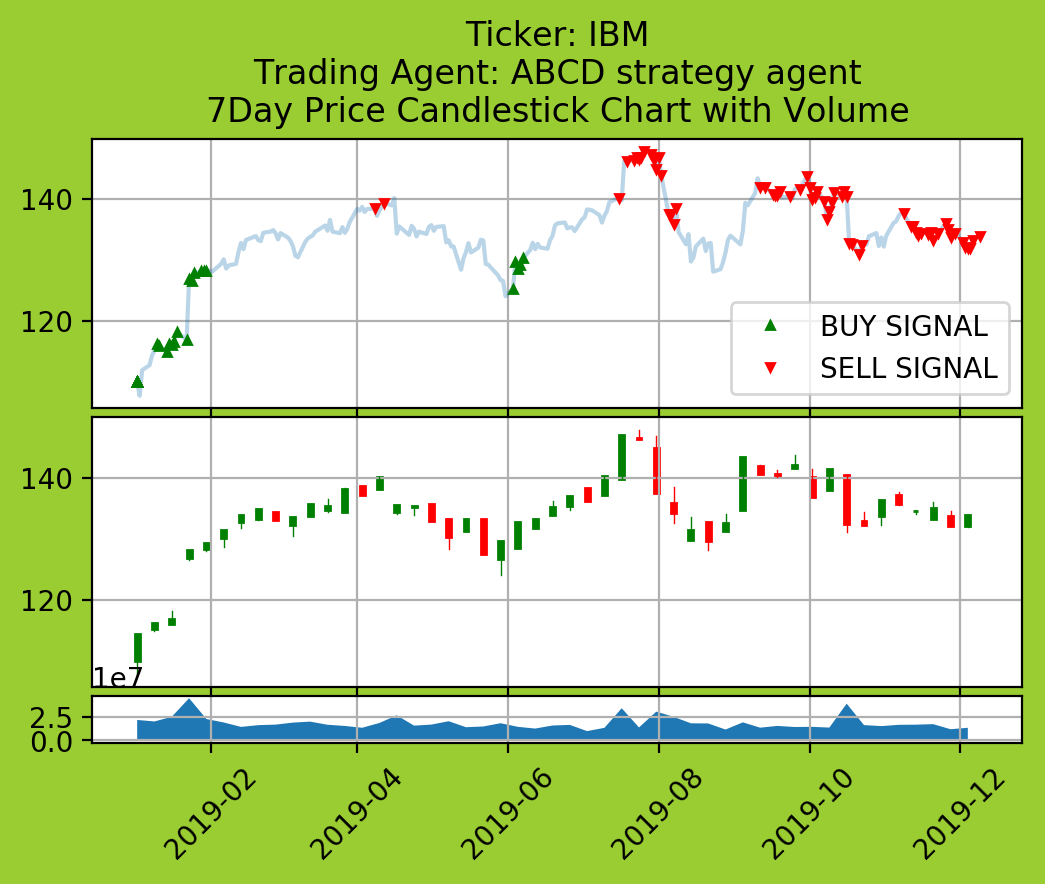 Ticker: IBM
Trading Agent: ABCD strategy agent
7Day Price Candlestick Chart with Volume
140
120
BUY SIGNAL
SELL SIGNAL
140
120
1e7
2.5
0.0
2019-02
2019-04
2019-06
2019-08
2019-10
2019-12